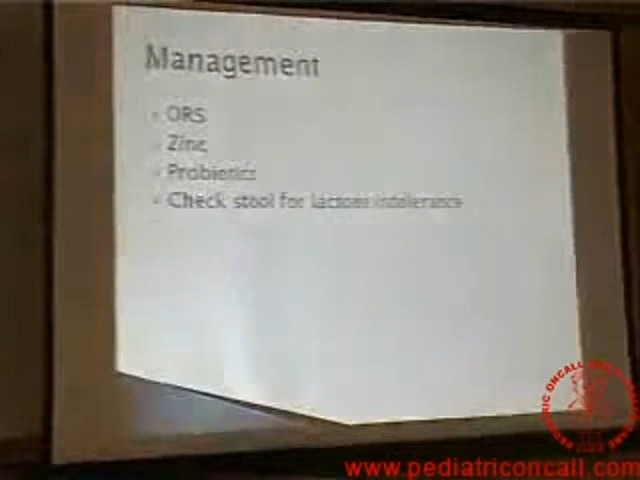 Management
ORS
Zinc
Probiotics
Check stool for lactose intolerance
www.pediatriconcall.com